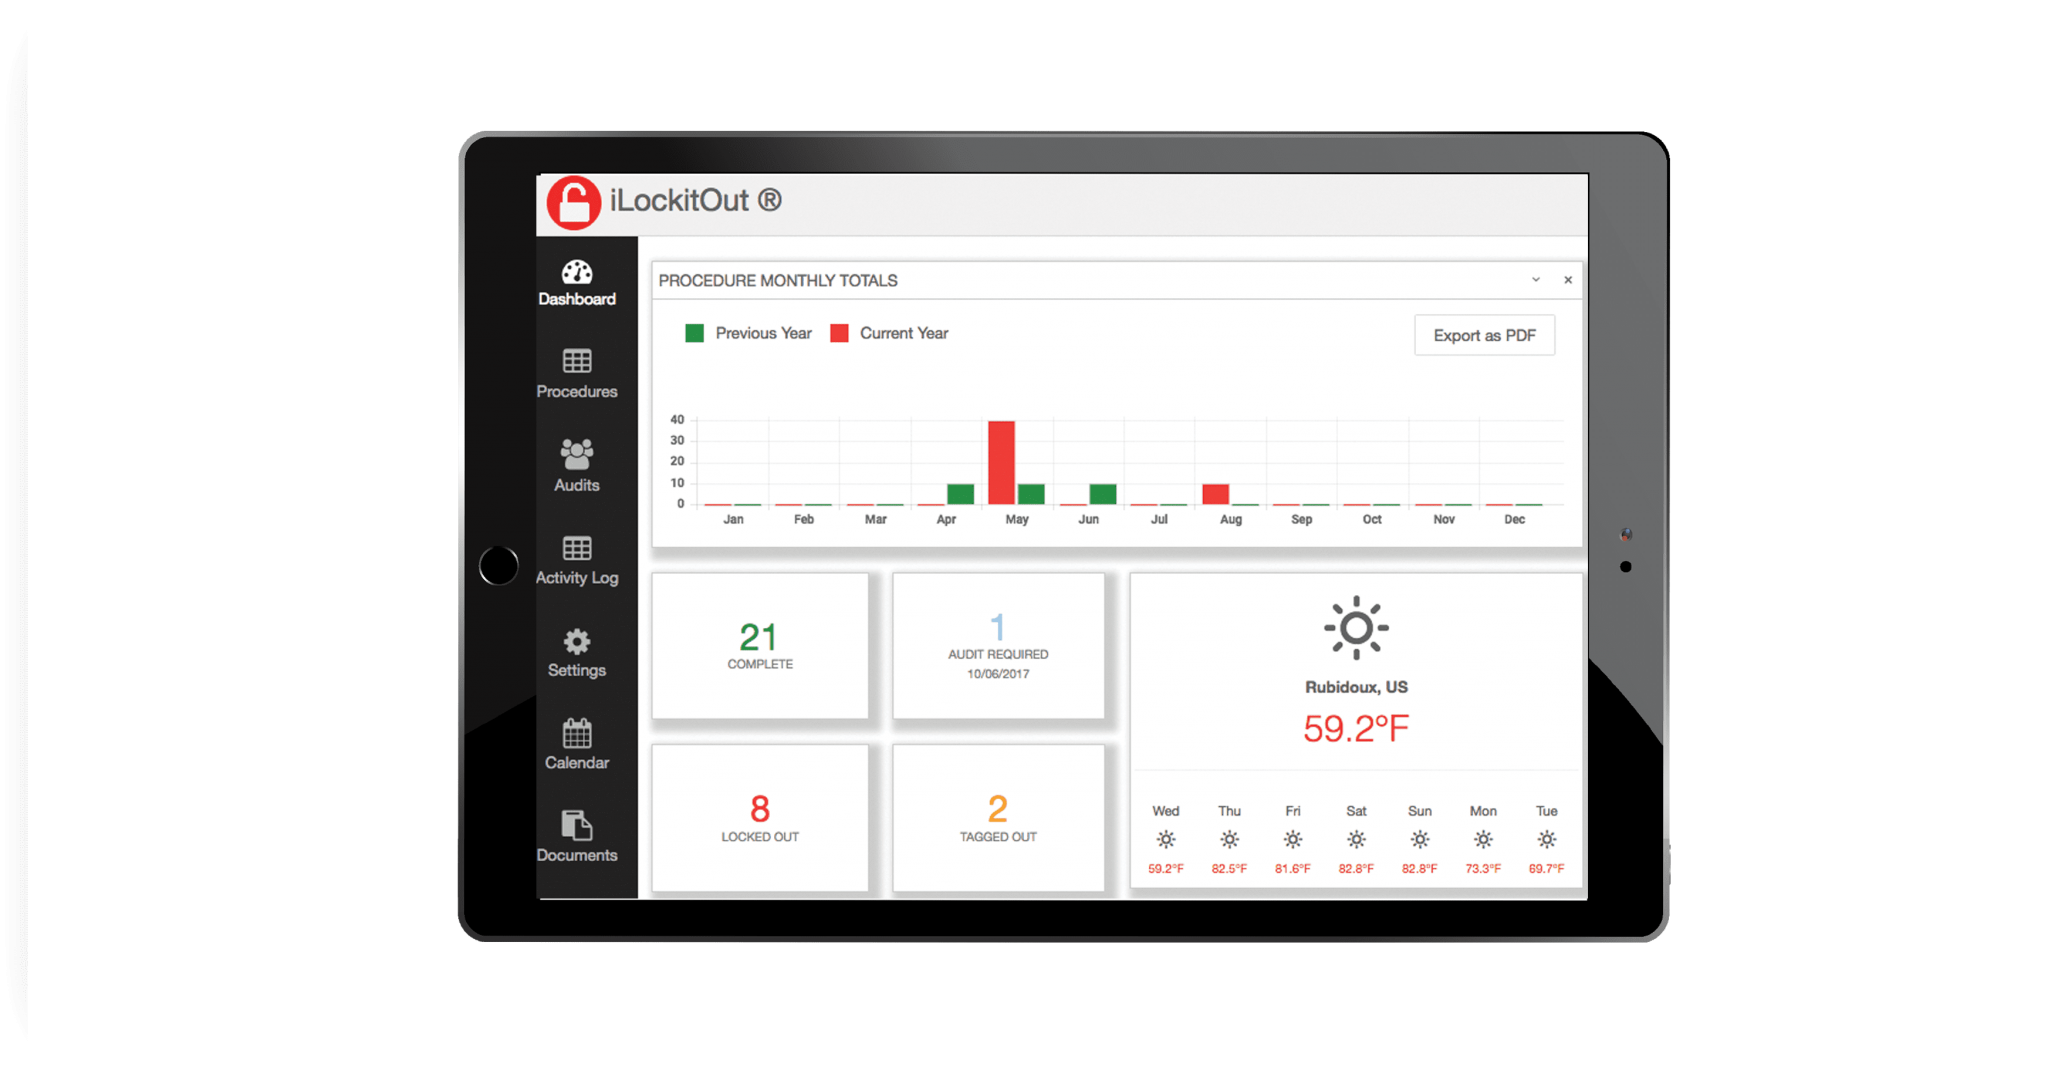 iLockitOut ®
Dashboard
Procedures
Audits
Activity Log
Settings
Calendar
Documents
PROCEDURE MONTHLY TOTALS
Previous Year Current Year
Export as PDF
40
30
20
10
0
Jan Feb Mar Apr May Jun Jul Aug Sep Oct Nov Dec
21
COMPLETE
1
AUDIT REQUIRED
10/06/2017
8
LOCKED OUT
2
TAGGED OUT
Rubidoux, US
59.2°F
Wed Thu Fri Sat Sun Mon Tue
59.2°F 82.5°F 81.6°F 82.8°F 82.8°F 73.3°F 69.7°F